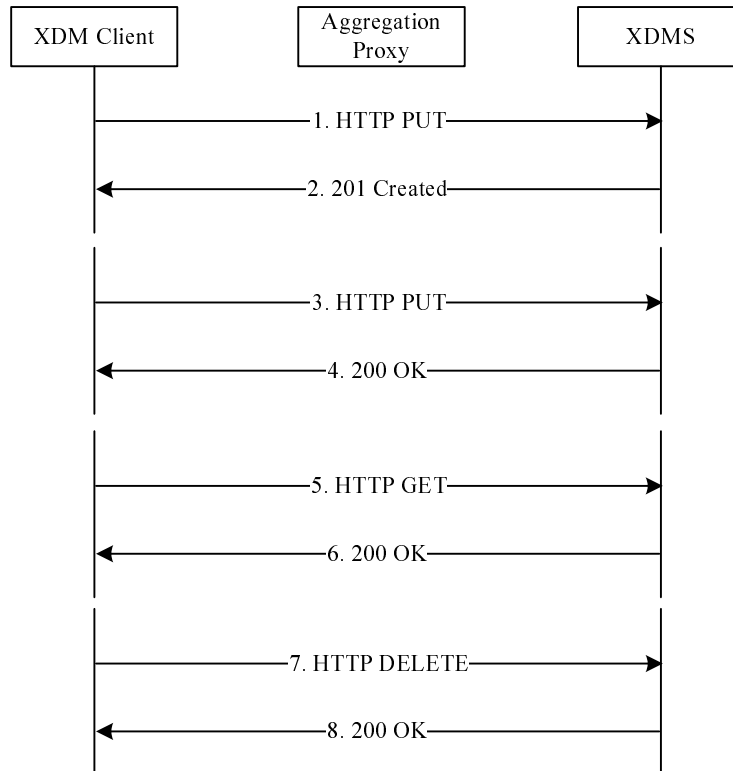 XDM Client
Aggregation
Proxy
XDMS
1. HTTP PUT
2. 201 Created
3. HTTP PUT
4. 200 OK
5. HTTP GET
6. 200 OK
7. HTTP DELETE
8. 200 OK